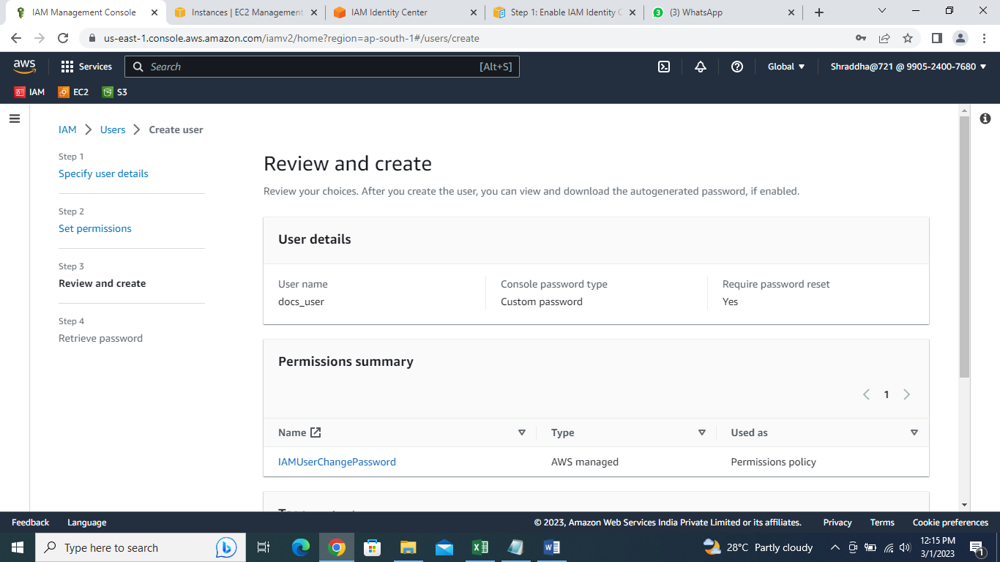 IAM Management Console
Instances | EC2 Management
IAM Identity Center
Step 1: Enable IAM Identity C
(3) WhatsApp
us-east-1.console.aws.amazon.com/iamv2/home?region=ap-south-1#/users/create
aws
Services
Search
[Alt+S]
Global
Shraddha@721 @ 9905-2400-7680
IAM
EC2
S3
IAM > Users > Create user
Step 1
Specify user details
Step 2
Set permissions
Step 3
Review and create
Step 4
Retrieve password
Review and create
Review your choices. After you create the user, you can view and download the autogenerated password, if enabled.
User details
User name
docs_user
Console password type
Custom password
Require password reset
Yes
Permissions summary
1
Name
Type
Used as
IAMUserChangePassword
AWS managed
Permissions policy
Feedback
Language
© 2023, Amazon Web Services India Private Limited or its affiliates.
Privacy
Terms
Cookie preferences
Type here to search
28°C Partly cloudy
12:15 PM
3/1/2023
1